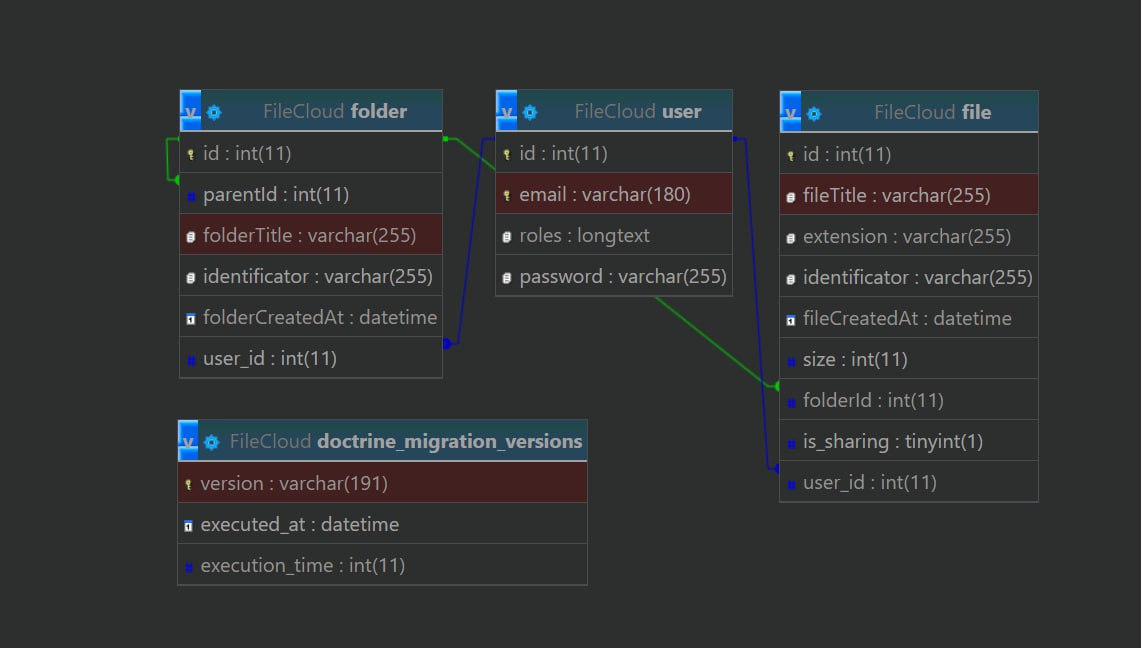 FileCloud folder
id : int(11)
parentId : int(11)
folderTitle : varchar(255)
identificator : varchar(255)
folderCreatedAt : datetime
user_id : int(11)
FileCloud user
id : int(11)
email : varchar(180)
roles : longtext
password : varchar(255)
FileCloud file
id : int(11)
fileTitle : varchar(255)
extension : varchar(255)
identificator : varchar(255)
fileCreatedAt : datetime
size : int(11)
folderId : int(11)
is_sharing : tinyint(1)
user_id : int(11)
FileCloud doctrine_migration_versions
version : varchar(191)
executed_at : datetime
execution_time : int(11)